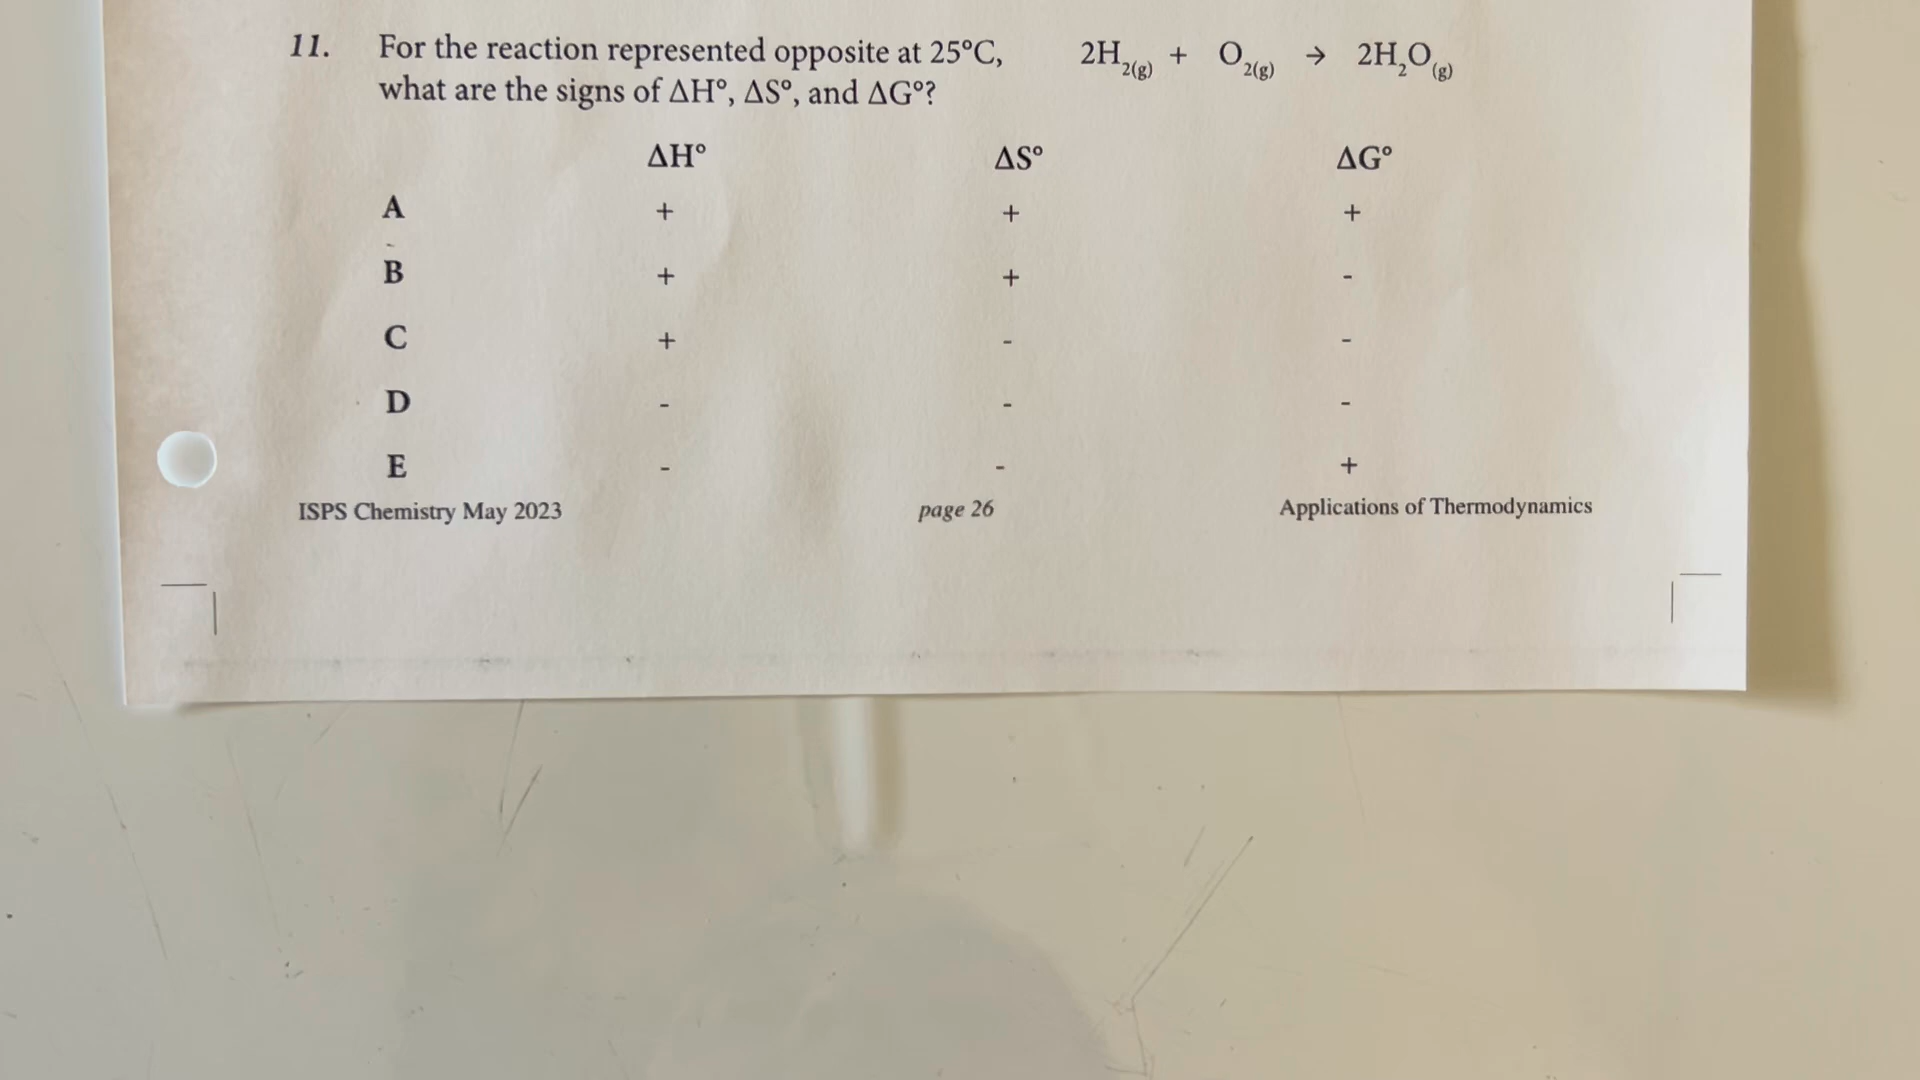 11. For the reaction represented opposite at 25°C, 2H₂(g) + O₂(g) → 2H₂O(g)
what are the signs of ΔH°, ΔS°, and ΔG°?
ΔH° ΔS° ΔG°
A + + +
B + + -
C + - -
D - - -
E - - +
ISPS Chemistry May 2023 page 26 Applications of Thermodynamics